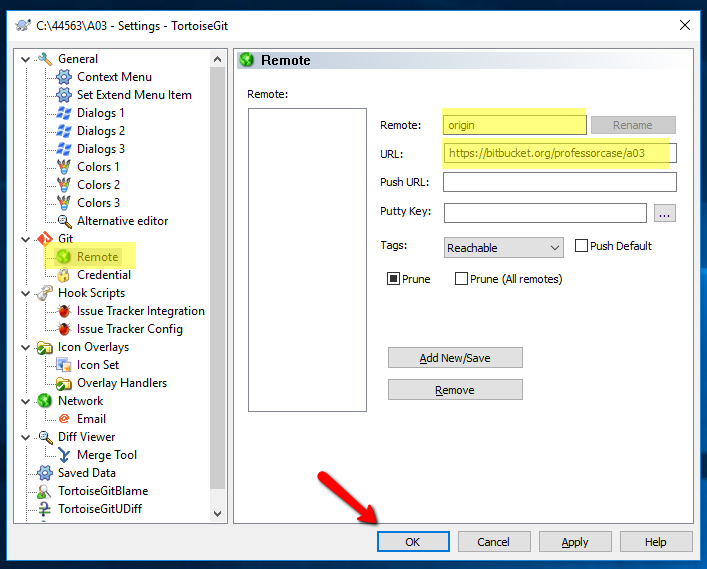 C:\44563\A03 - Settings - TortoiseGit
General
Context Menu
Set Extend Menu Item
Dialogs 1
Dialogs 2
Dialogs 3
Colors 1
Colors 2
Colors 3
Alternative editor
Git
Remote
Credential
Hook Scripts
Issue Tracker Integration
Issue Tracker Config
Icon Overlays
Icon Set
Overlay Handlers
Network
Email
Diff Viewer
Merge Tool
Saved Data
TortoiseGitBlame
TortoiseGitUDiff
Remote
Remote:
Remote: origin Rename
URL: https://bitbucket.org/professorcase/a03
Push URL:
Putty Key: ...
Tags: Reachable Push Default
Prune Prune (All remotes)
Add New/Save
Remove
OK Cancel Apply Help